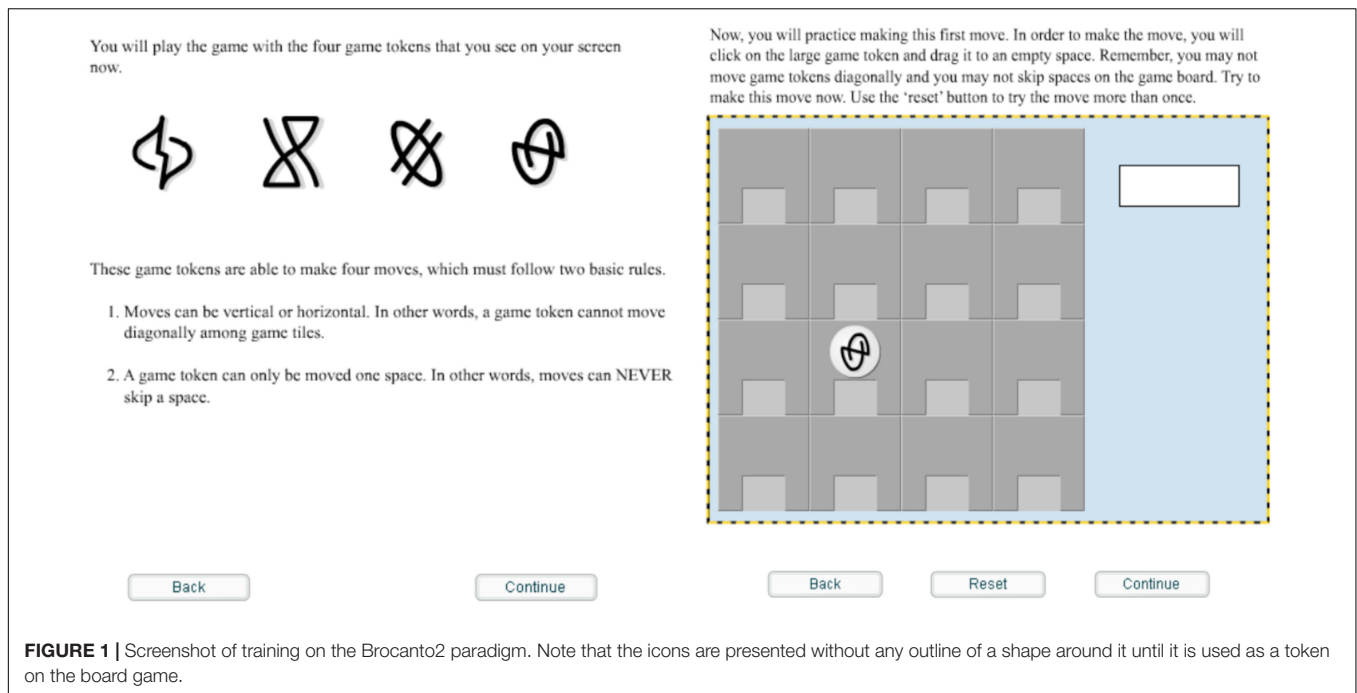 You will play the game with the four game tokens that you see on your screen
now.
These game tokens are able to make four moves, which must follow two basic rules.
1. Moves can be vertical or horizontal. In other words, a game token cannot move
diagonally among game tiles.
2. A game token can only be moved one space. In other words, moves can NEVER
skip a space.
Back
Continue
Now, you will practice making this first move. In order to make the move, you will
click on the large game token and drag it to an empty space. Remember, you may not
move game tokens diagonally and you may not skip spaces on the game board. Try to
make this move now. Use the 'reset' button to try the move more than once.
Back
Reset
Continue
FIGURE 1 | Screenshot of training on the Brocanto2 paradigm. Note that the icons are presented without any outline of a shape around it until it is used as a token
on the board game.